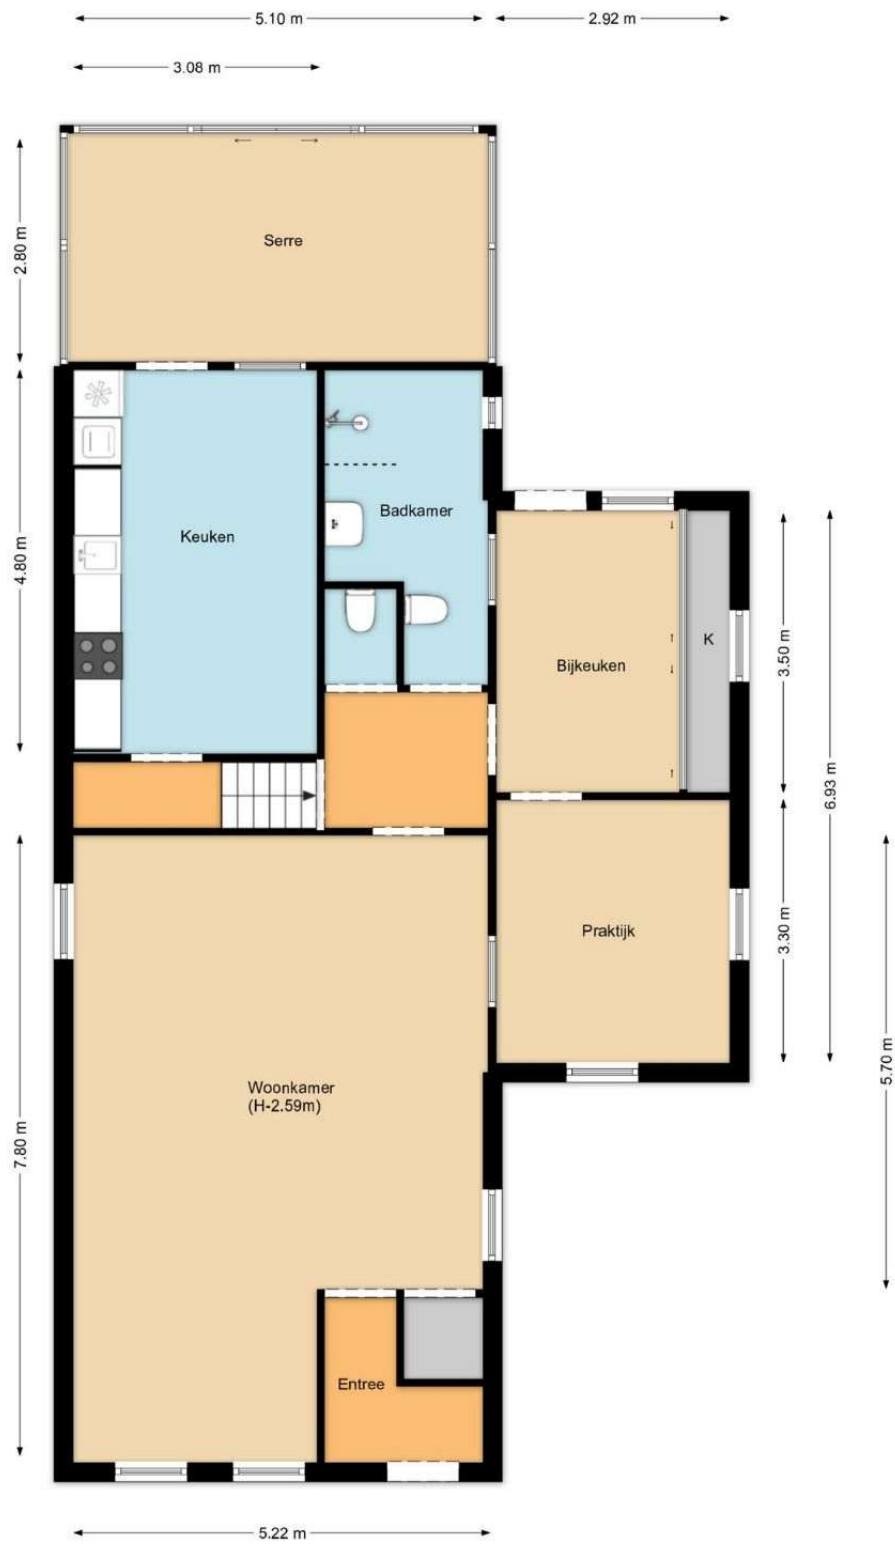 5.10 m
2.92 m
3.08 m
2.80 m
Serre
4.80 m
Keuken
Badkamer
Bijkeuken
K
3.50 m
6.93 m
3.30 m
Praktijk
5.70 m
7.80 m
Woonkamer
(H-2.59m)
Entree
5.22 m